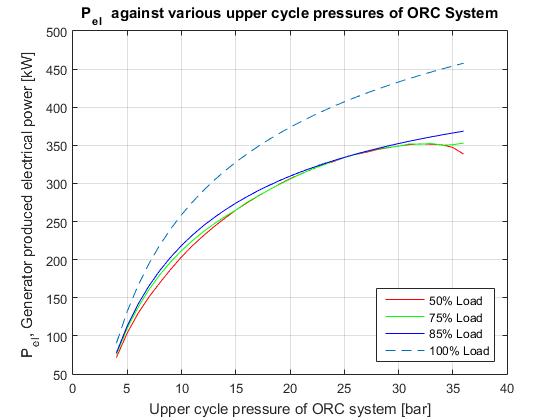 P_el against various upper cycle pressures of ORC System
P_el, Generator produced electrical power [kW]
500
450
400
350
300
250
200
150
100
50
0
5
10
15
20
25
30
35
40
Upper cycle pressure of ORC system [bar]
50% Load
75% Load
85% Load
100% Load